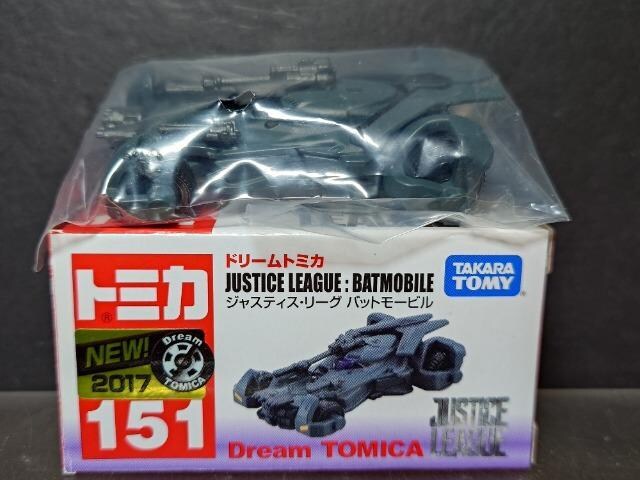 トミカ
®
NEW!
2017
Dream
TOMICA
151
ドリームトミカ
JUSTICE LEAGUE : BATMOBILE
ジャスティス・リーグ バットモービル
TAKARA
TOMY
JUSTICE
LEAGUE
Dream TOMICA